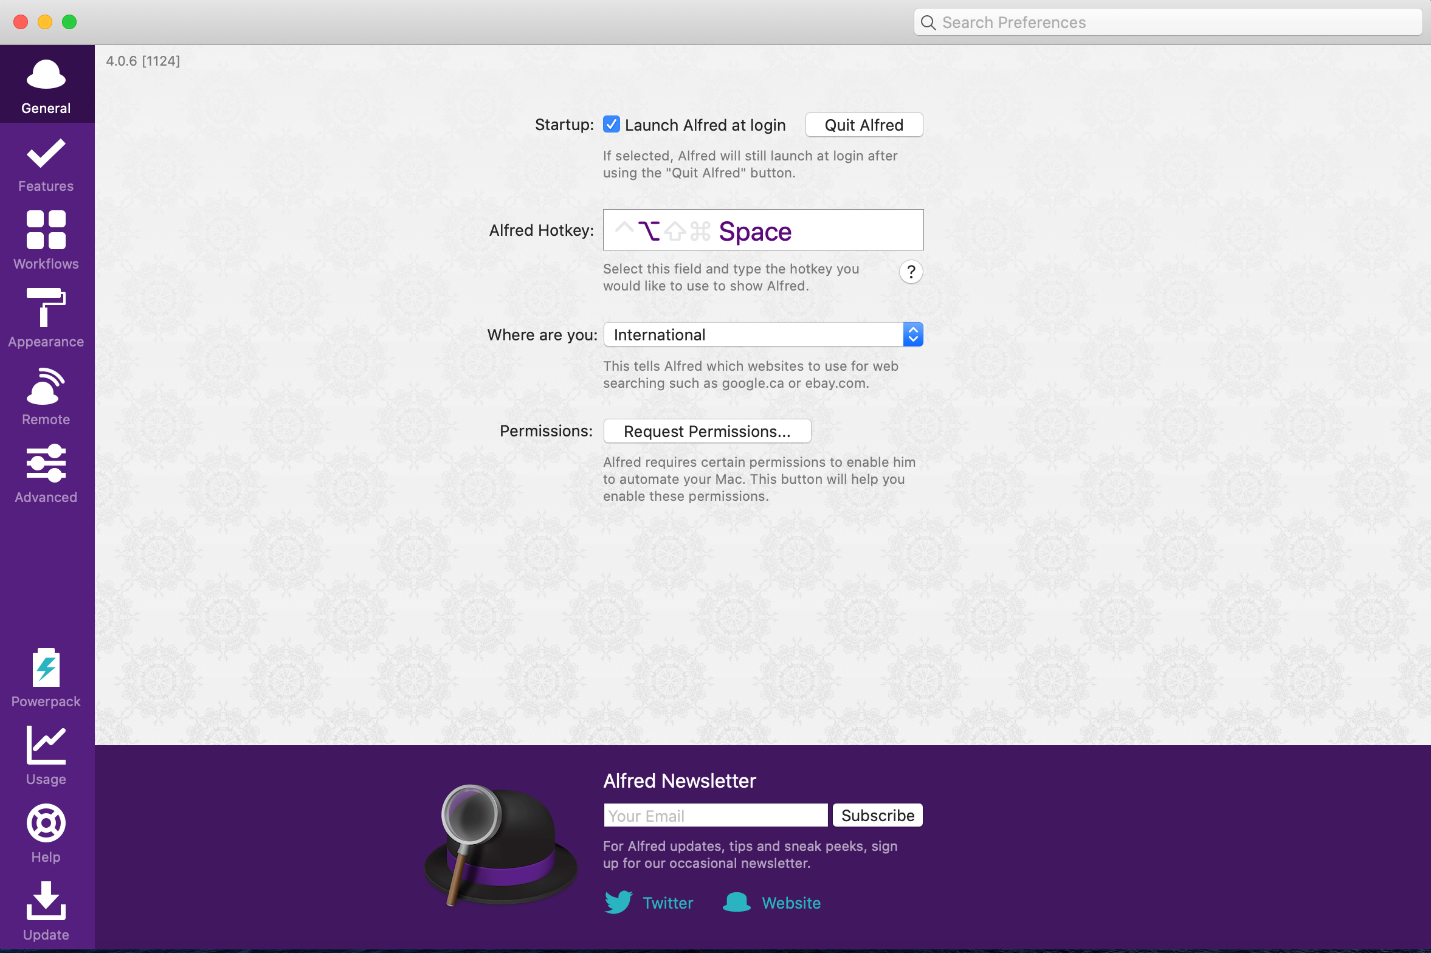 Search Preferences
4.0.6 [1124]
General
Features
Workflows
Appearance
Remote
Advanced
Powerpack
Usage
Help
Update
Startup: Launch Alfred at login Quit Alfred
If selected, Alfred will still launch at login after
using the "Quit Alfred" button.
Alfred Hotkey: ^⌥⇧⌘ Space
Select this field and type the hotkey you
would like to use to show Alfred.
?
Where are you: International
This tells Alfred which websites to use for web
searching such as google.ca or ebay.com.
Permissions: Request Permissions...
Alfred requires certain permissions to enable him
to automate your Mac. This button will help you
enable these permissions.
Alfred Newsletter
Your Email Subscribe
For Alfred updates, tips and sneak peeks, sign
up for our occasional newsletter.
Twitter Website